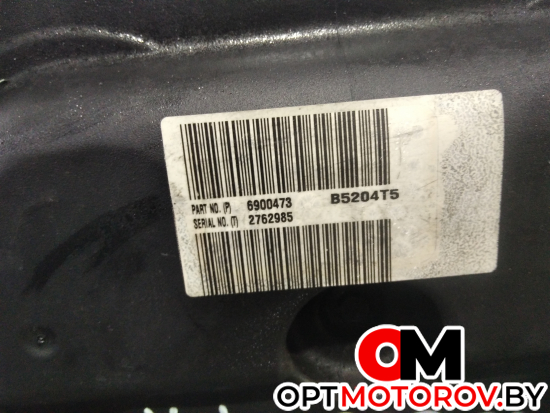 PART NO. (P) 6900473 B5204T5
SERIAL NO. (T) 2762985
OM
OPTMOTOROV.BY